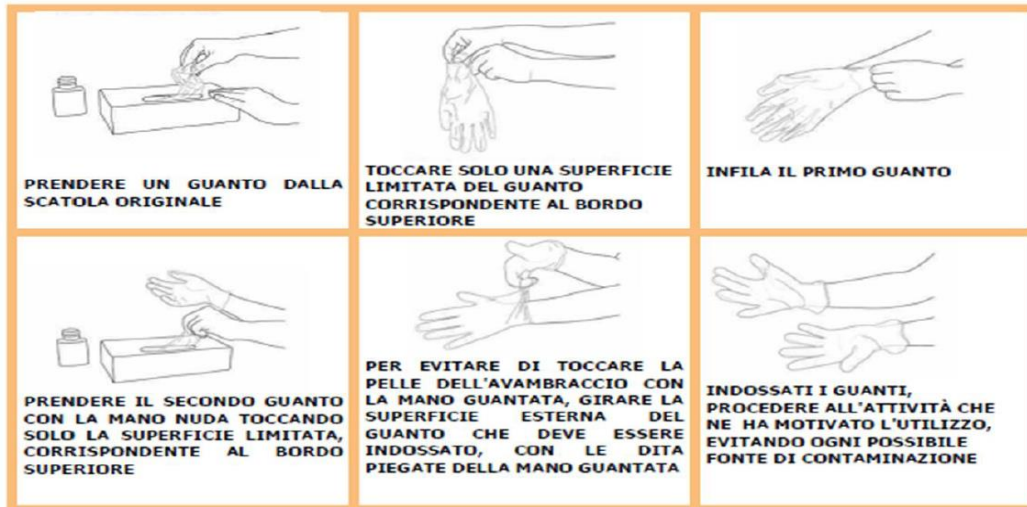 PRENDERE UN GUANTO DALLA
SCATOLA ORIGINALE
TOCCARE SOLO UNA SUPERFICIE
LIMITATA DEL GUANTO
CORRISPONDENTE AL BORDO
SUPERIORE
INFILA IL PRIMO GUANTO
PRENDERE IL SECONDO GUANTO
CON LA MANO NUDA TOCCANDO
SOLO LA SUPERFICIE LIMITATA,
CORRISPONDENTE AL BORDO
SUPERIORE
PER EVITARE DI TOCCARE LA
PELLE DELL'AVAMBRACCIO CON
LA MANO GUANTATA, GIRARE LA
SUPERFICIE ESTERNA DEL
GUANTO CHE DEVE ESSERE
INDOSSATO, CON LE DITA
PIEGATE DELLA MANO GUANTATA
INDOSSATI I GUANTI,
PROCEDERE ALL'ATTIVITÀ CHE
NE HA MOTIVATO L'UTILIZZO,
EVITANDO OGNI POSSIBILE
FONTE DI CONTAMINAZIONE